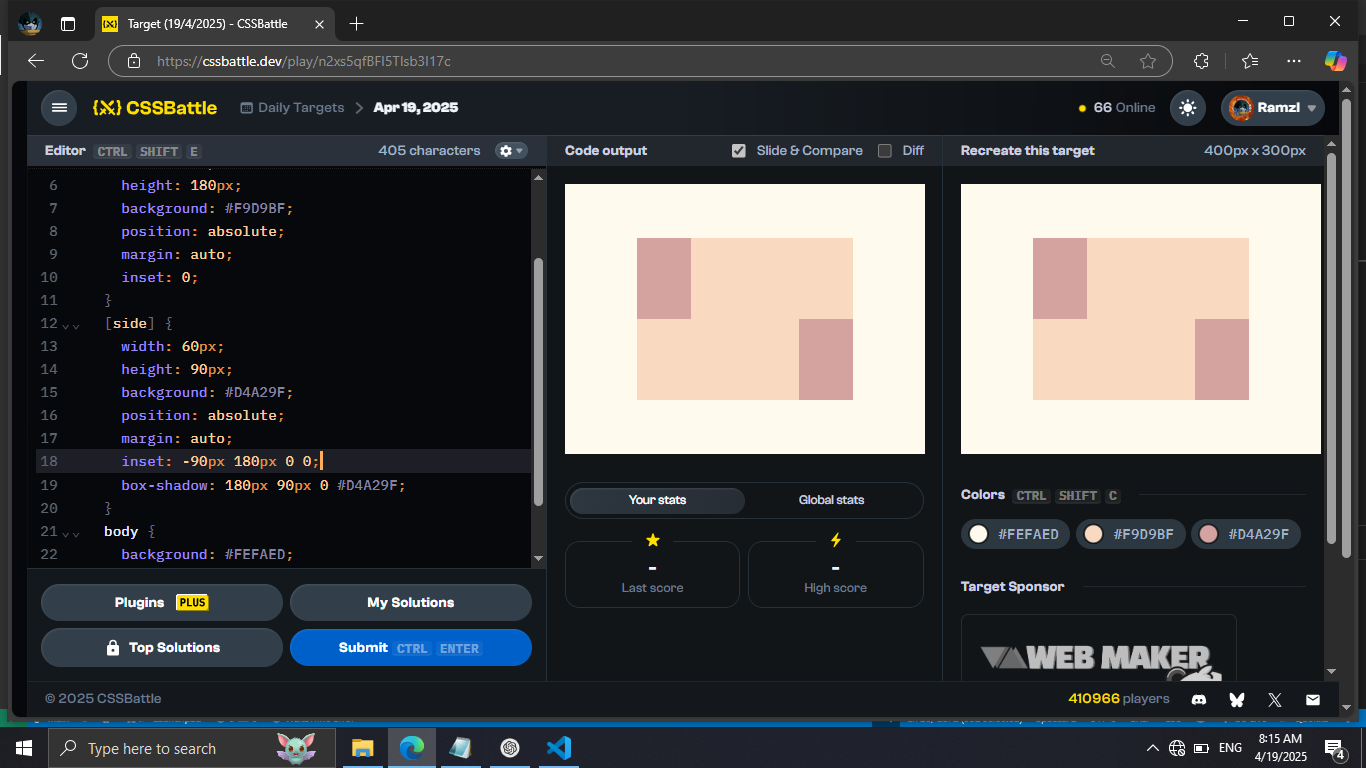 Target (19/4/2025) - CSSBattle
https://cssbattle.dev/play/n2xs5qfBFl5Tlsb3I17c
CSSBattle
Daily Targets
Apr 19, 2025
66 Online
Ramzl
Editor CTRL SHIFT E
405 characters
6 height: 180px;
7 background: #F9D9BF;
8 position: absolute;
9 margin: auto;
10 inset: 0;
11 }
12 [side] {
13 width: 60px;
14 height: 90px;
15 background: #D4A29F;
16 position: absolute;
17 margin: auto;
18 inset: -90px 180px 0 0;
19 box-shadow: 180px 90px 0 #D4A29F;
20 }
21 body {
22 background: #FEFAED;
Plugins PLUS
My Solutions
Top Solutions
Submit CTRL ENTER
Code output
Slide & Compare
Diff
Your stats
Global stats
-
Last score
-
High score
Recreate this target
400px x 300px
Colors CTRL SHIFT C
#FEFAED
#F9D9BF
#D4A29F
Target Sponsor
WEB MAKER
© 2025 CSSBattle
410966 players
Type here to search
ENG
8:15 AM
4/19/2025
4